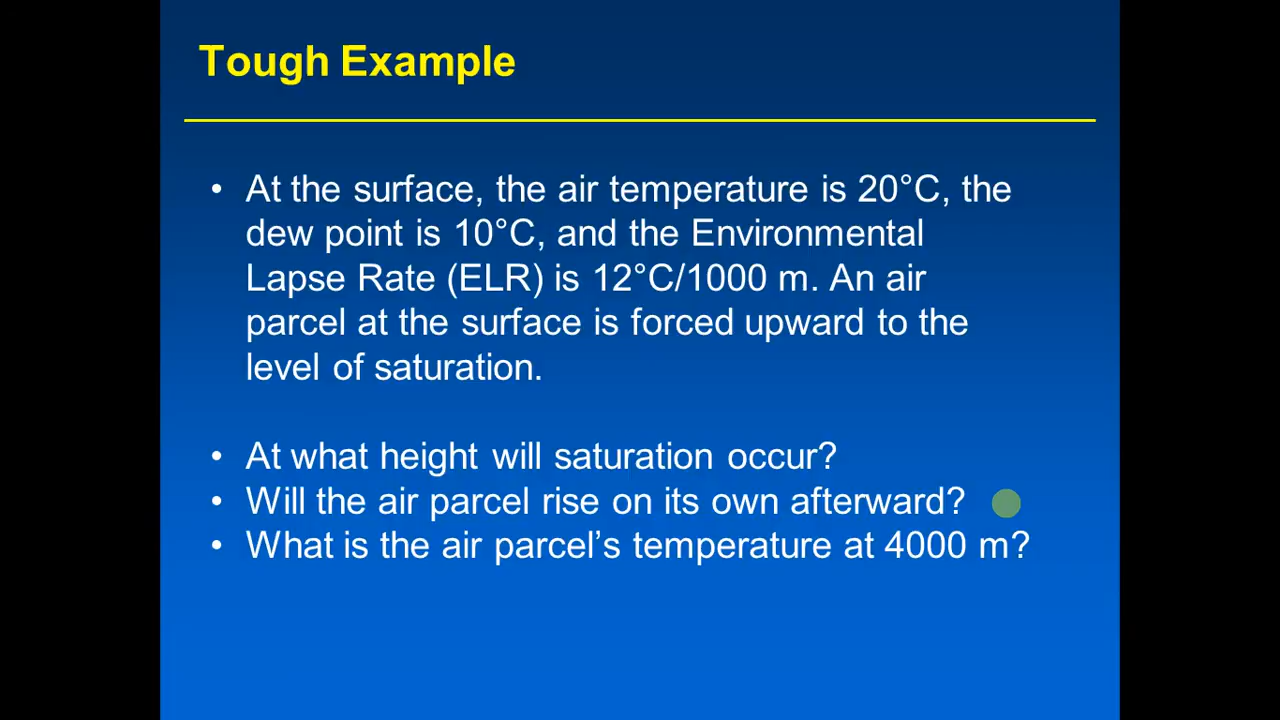 Tough Example
• At the surface, the air temperature is 20°C, the
dew point is 10°C, and the Environmental
Lapse Rate (ELR) is 12°C/1000 m. An air
parcel at the surface is forced upward to the
level of saturation.
• At what height will saturation occur?
• Will the air parcel rise on its own afterward?
• What is the air parcel’s temperature at 4000 m?